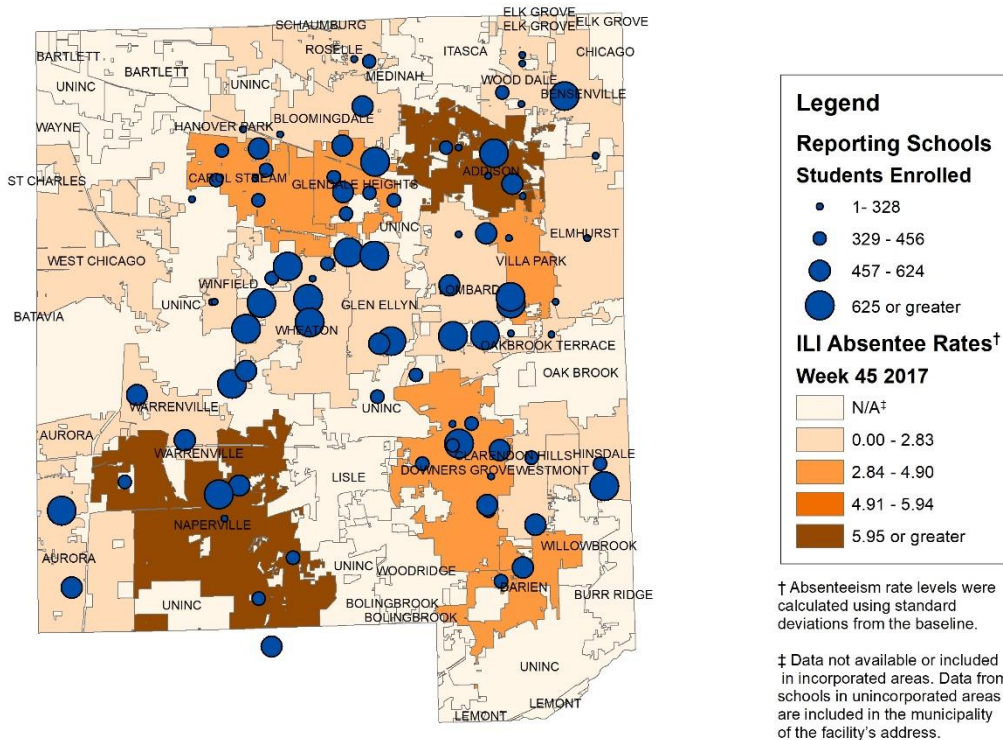 ELK GROVE
ELK GROVE
ELK GROVE
SCHAUMBURG
ROSELLE
ITASCA
CHICAGO
BARTLETT
BARTLETT
MEDINAH
UNINC
UNINC
WOOD DALE
BENSENVILLE
WAYNE
HANOVER PARK
BLOOMINGDALE
ST CHARLES
CAROL STREAM
GLENDALE HEIGHTS
ADDISON
UNINC
ELMHURST
WEST CHICAGO
VILLA PARK
WINFIELD
UNINC
GLEN ELLYN
LOMBARD
BATAVIA
WHEATON
OAKBROOK TERRACE
OAK BROOK
WARRENVILLE
UNINC
AURORA
WARRENVILLE
CLARENDON HILLS
HINSDALE
LISLE
DOWNERS GROVE
WESTMONT
NAPERVILLE
AURORA
WILLOWBROOK
UNINC
WOODRIDGE
DARIEN
BURR RIDGE
UNINC
BOLINGBROOK
BOLINGBROOK
UNINC
LEMONT
LEMONT
Legend
Reporting Schools
Students Enrolled
1- 328
329 - 456
457 - 624
625 or greater
ILI Absentee Rates†
Week 45 2017
N/A‡
0.00 - 2.83
2.84 - 4.90
4.91 - 5.94
5.95 or greater
† Absenteeism rate levels were
calculated using standard
deviations from the baseline.
‡ Data not available or included
in incorporated areas. Data from
schools in unincorporated areas
are included in the municipality
of the facility's address.